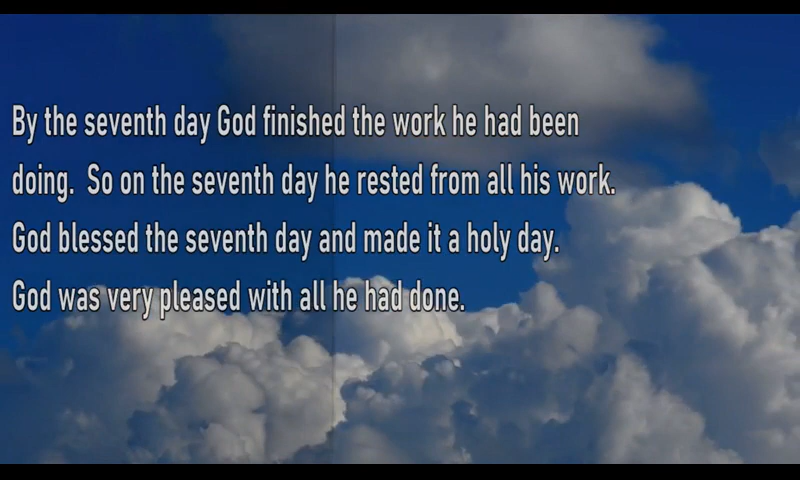 By the seventh day God finished the work he had been
doing.  So on the seventh day he rested from all his work.
God blessed the seventh day and made it a holy day.
God was very pleased with all he had done.